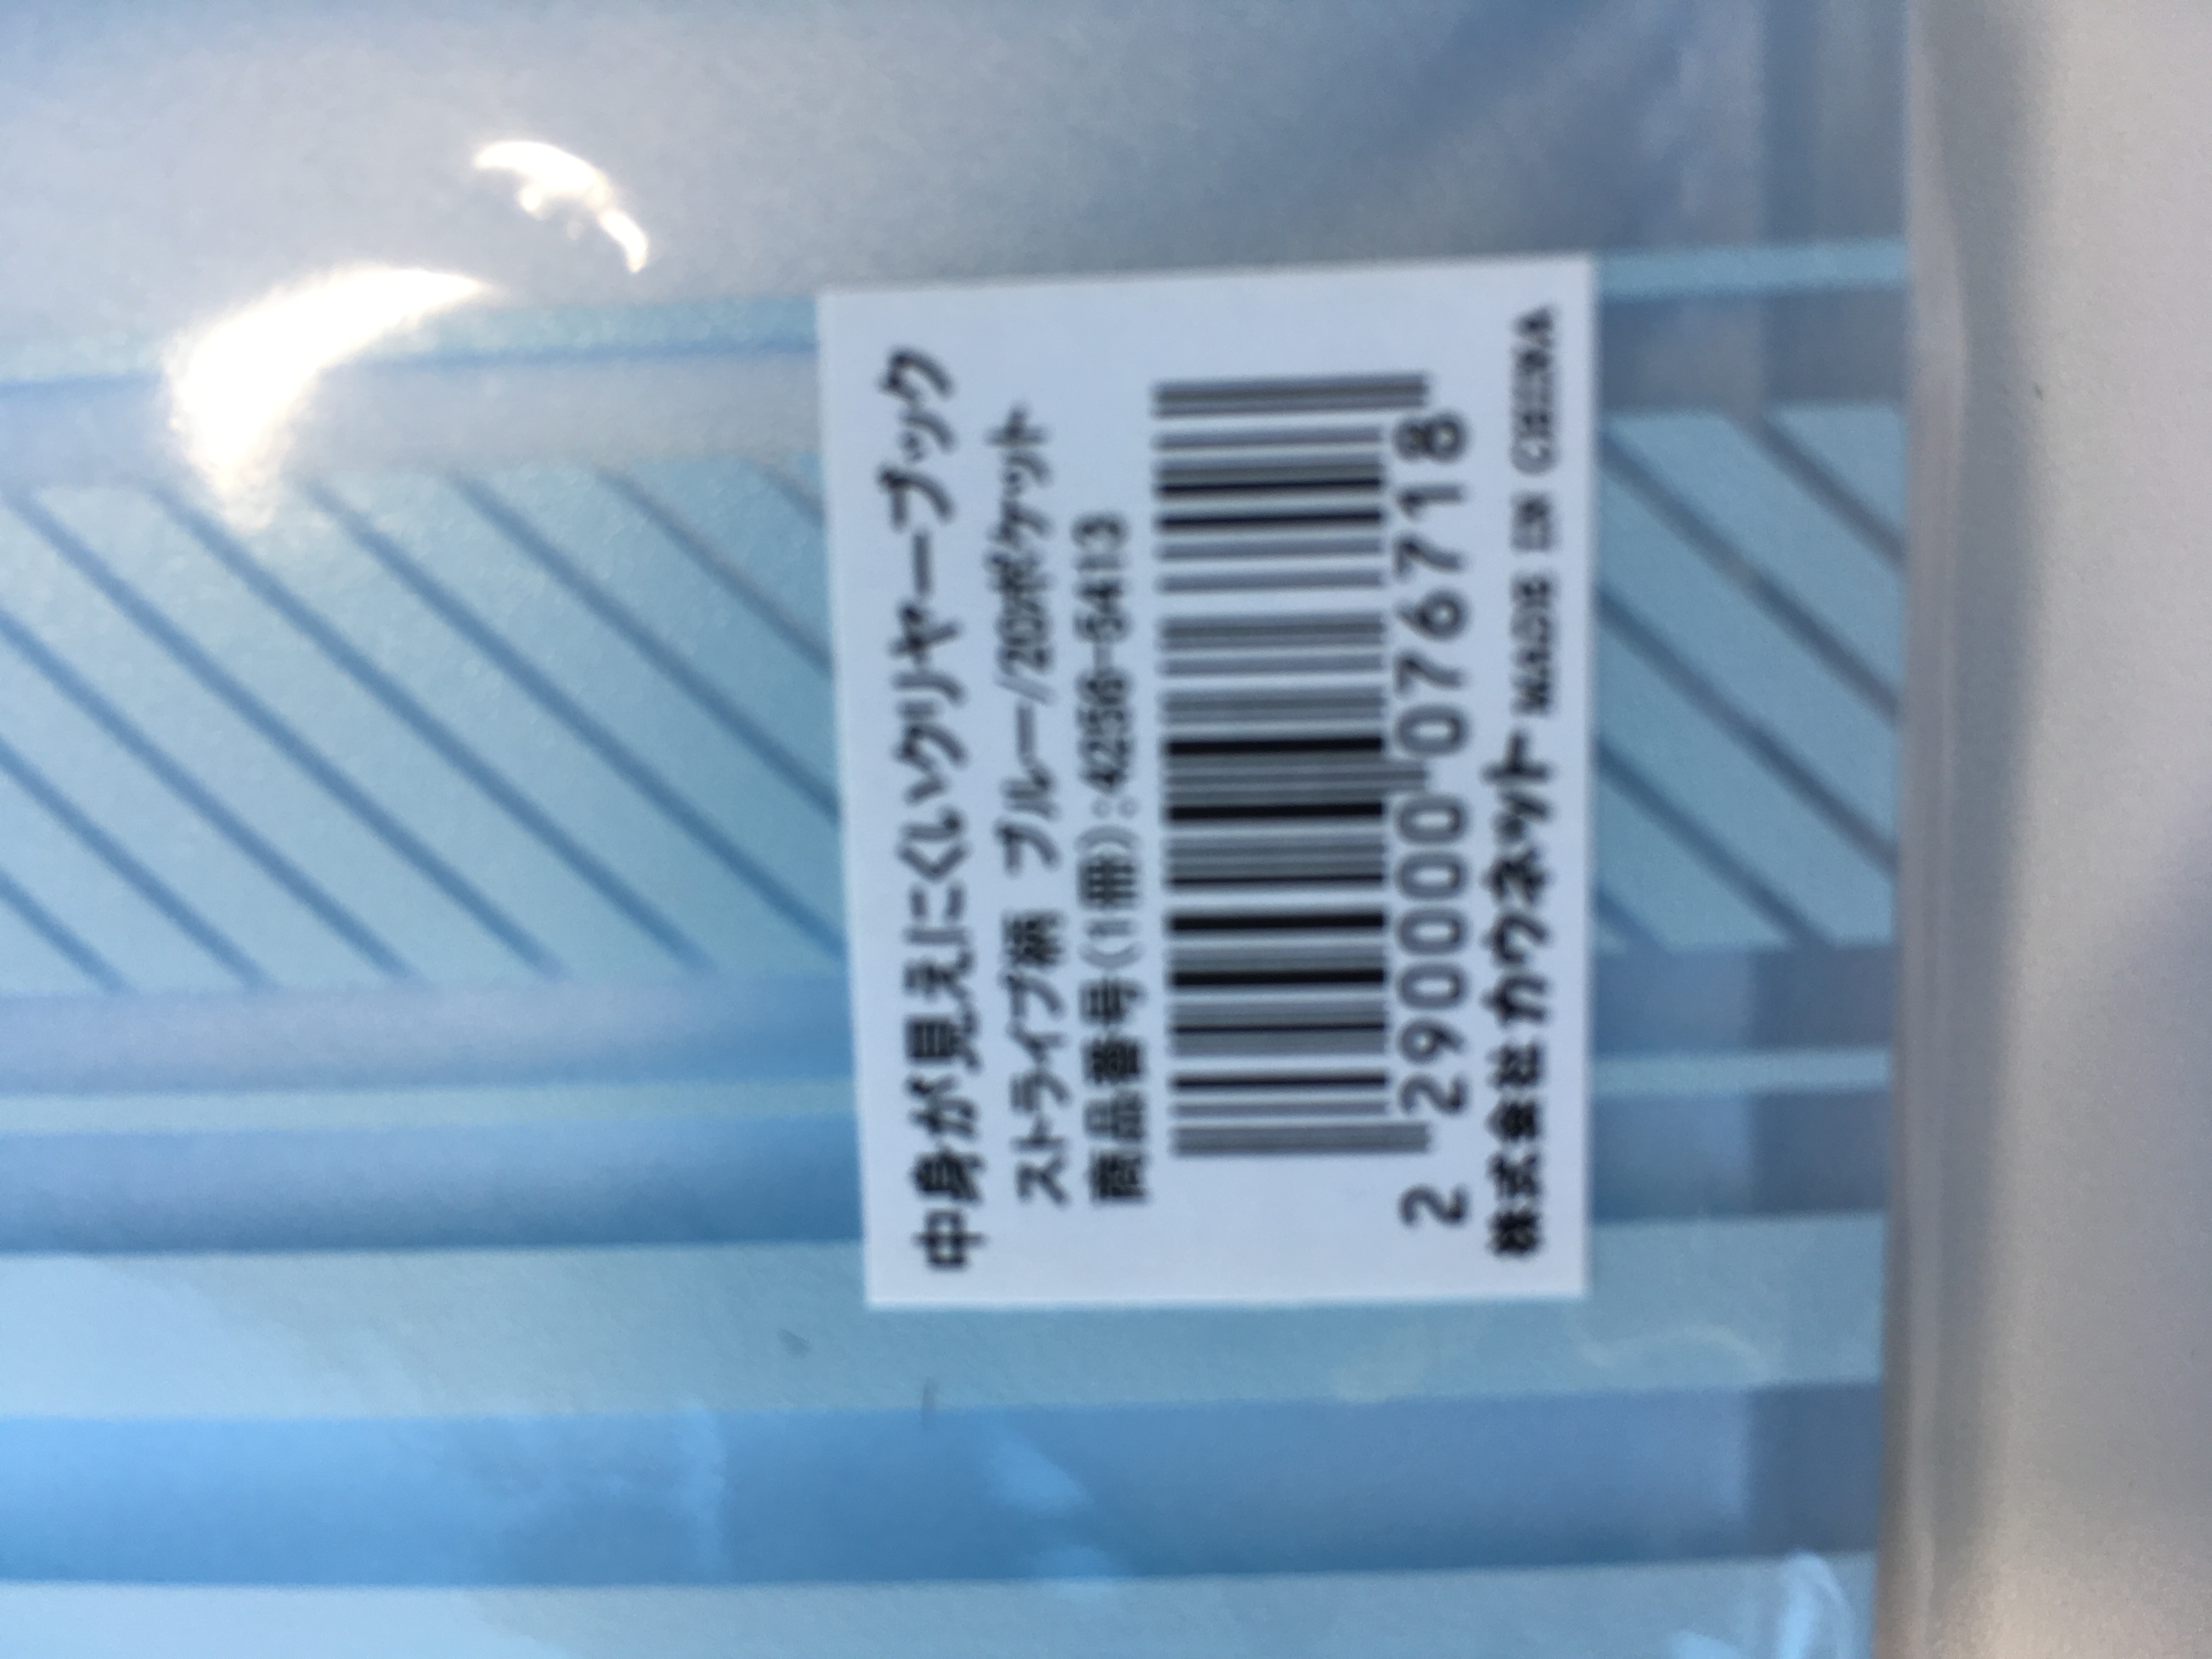 中身が見えにくいクリヤーブック
ストライプ柄 ブルー/20ポケット
商品番号(1冊):4256-5413
2 290000 076718
株式会社カウネット MADE IN CHINA